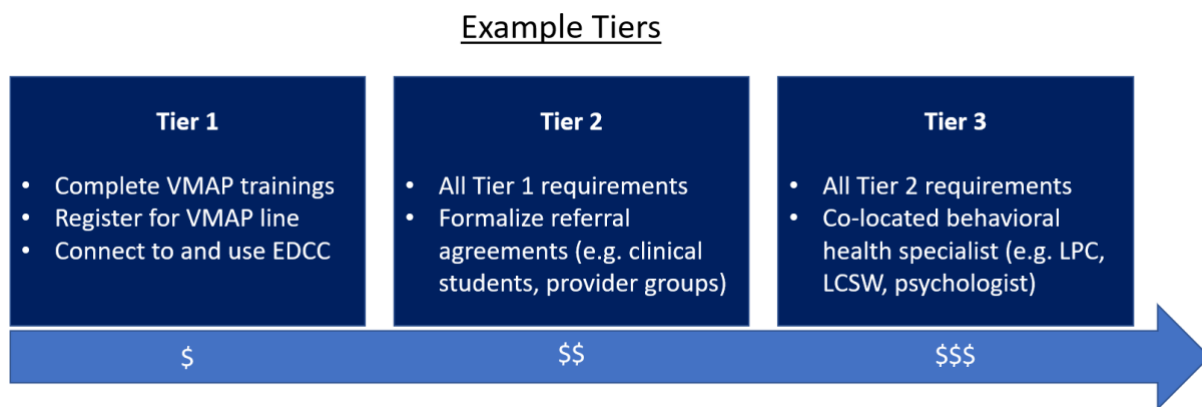 Example Tiers
Tier 1
• Complete VMAP trainings
• Register for VMAP line
• Connect to and use EDCC
Tier 2
• All Tier 1 requirements
• Formalize referral
agreements (e.g. clinical
students, provider groups)
Tier 3
• All Tier 2 requirements
• Co-located behavioral
health specialist (e.g. LPC,
LCSW, psychologist)
$
$$
$$$